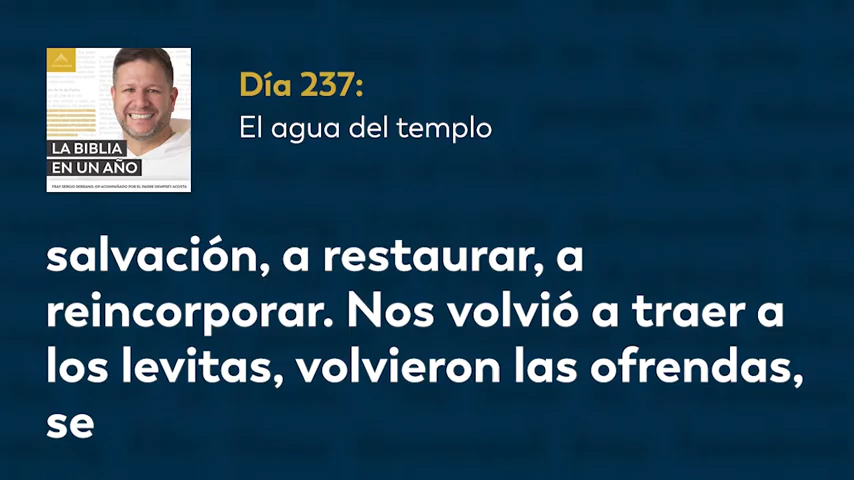 Día 237:
El agua del templo
LA BIBLIA
EN UN AÑO
salvación, a restaurar, a
reincorporar. Nos volvió a traer a
los levitas, volvieron las ofrendas,
se